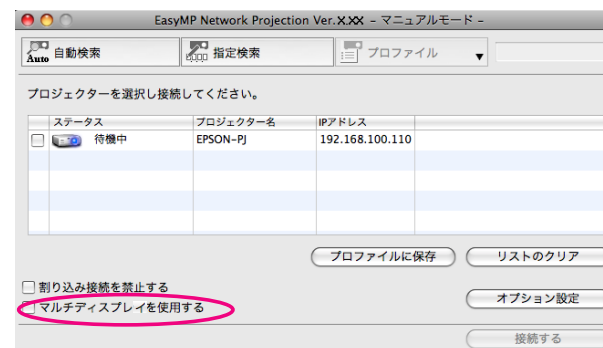 EasyMP Network Projection Ver.X.XX – マニュアルモード –
Auto 自動検索 指定検索 プロファイル ▼
プロジェクターを選択し接続してください。
ステータス プロジェクター名 IPアドレス
待機中 EPSON-PJ 192.168.100.110
プロファイルに保存 リストのクリア
割り込み接続を禁止する
マルチディスプレイを使用する オプション設定
接続する